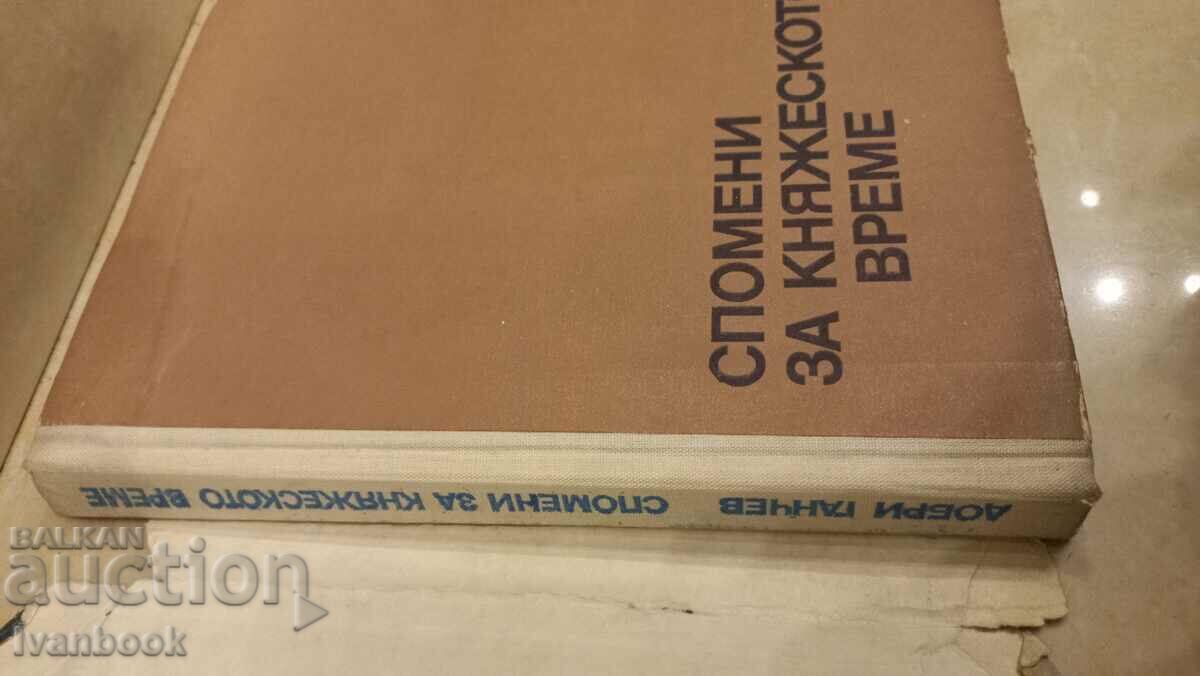 СПОМЕНИ
ЗА КНЯЖЕСКОТО
ВРЕМЕ
ДОБРИ ГАНЧЕВ СПОМЕНИ ЗА КНЯЖЕСКОТО ВРЕМЕ
BALKAN
auction
Ivanbook